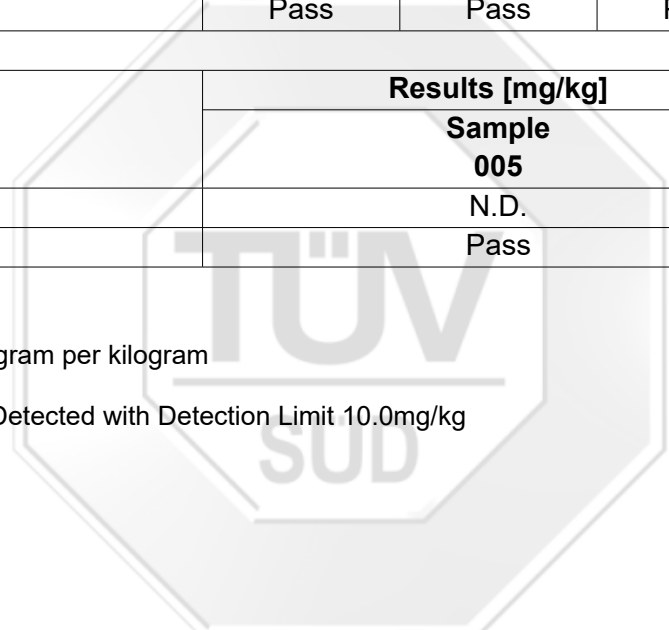 Pass Pass
Results [mg/kg]
Sample
005
N.D.
Pass
gram per kilogram
Detected with Detection Limit 10.0mg/kg
TÜV
SÜD